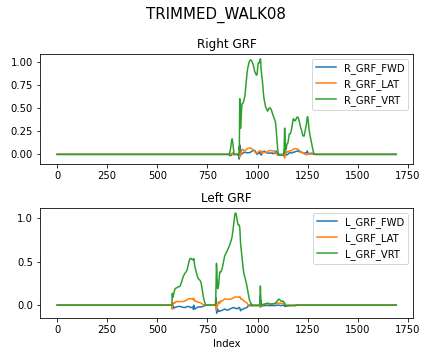 TRIMMED_WALK08
Right GRF
1.00
0.75
0.50
0.25
0.00
R_GRF_FWD
R_GRF_LAT
R_GRF_VRT
0 250 500 750 1000 1250 1500 1750
Left GRF
1.0
0.5
0.0
L_GRF_FWD
L_GRF_LAT
L_GRF_VRT
0 250 500 750 1000 1250 1500 1750
Index